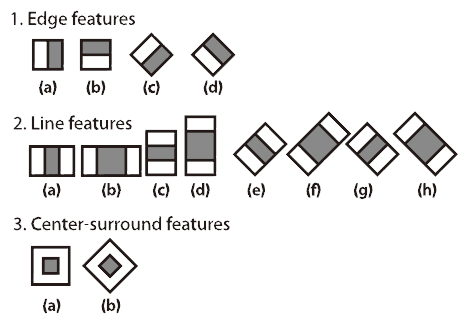 1. Edge features
(a) (b) (c) (d)
2. Line features
(a) (b) (c) (d) (e) (f) (g) (h)
3. Center-surround features
(a) (b)